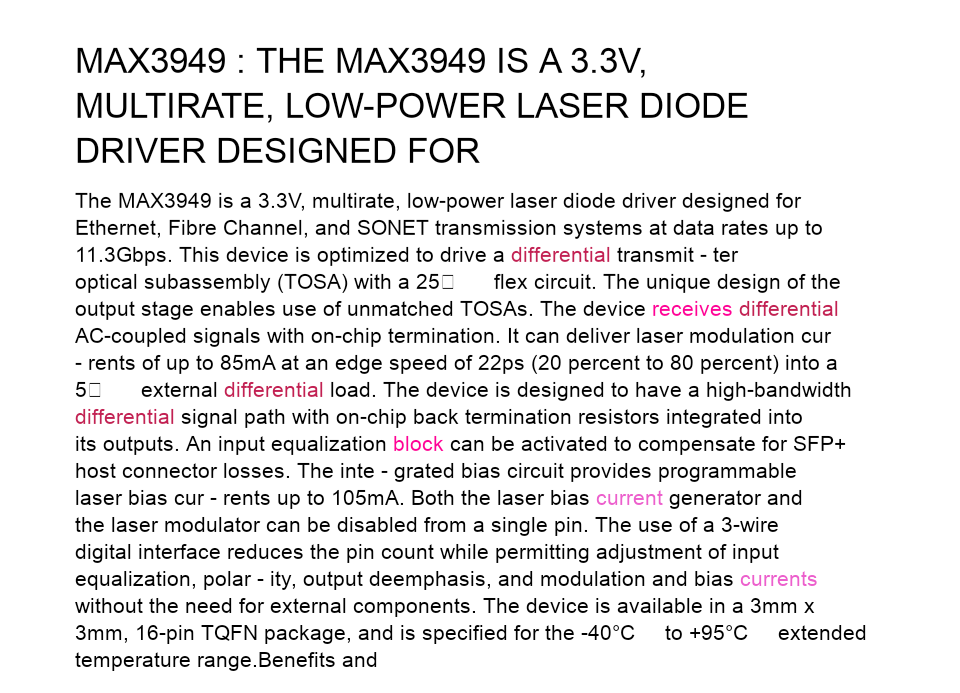 MAX3949 : THE MAX3949 IS A 3.3V,
MULTIRATE, LOW-POWER LASER DIODE
DRIVER DESIGNED FOR
The MAX3949 is a 3.3V, multirate, low-power laser diode driver designed for
Ethernet, Fibre Channel, and SONET transmission systems at data rates up to
11.3Gbps. This device is optimized to drive a differential transmit - ter
optical subassembly (TOSA) with a 25□ flex circuit. The unique design of the
output stage enables use of unmatched TOSAs. The device receives differential
AC-coupled signals with on-chip termination. It can deliver laser modulation cur
- rents of up to 85mA at an edge speed of 22ps (20 percent to 80 percent) into a
5□ external differential load. The device is designed to have a high-bandwidth
differential signal path with on-chip back termination resistors integrated into
its outputs. An input equalization block can be activated to compensate for SFP+
host connector losses. The inte - grated bias circuit provides programmable
laser bias cur - rents up to 105mA. Both the laser bias current generator and
the laser modulator can be disabled from a single pin. The use of a 3-wire
digital interface reduces the pin count while permitting adjustment of input
equalization, polar - ity, output deemphasis, and modulation and bias currents
without the need for external components. The device is available in a 3mm x
3mm, 16-pin TQFN package, and is specified for the -40°C to +95°C extended
temperature range.Benefits and